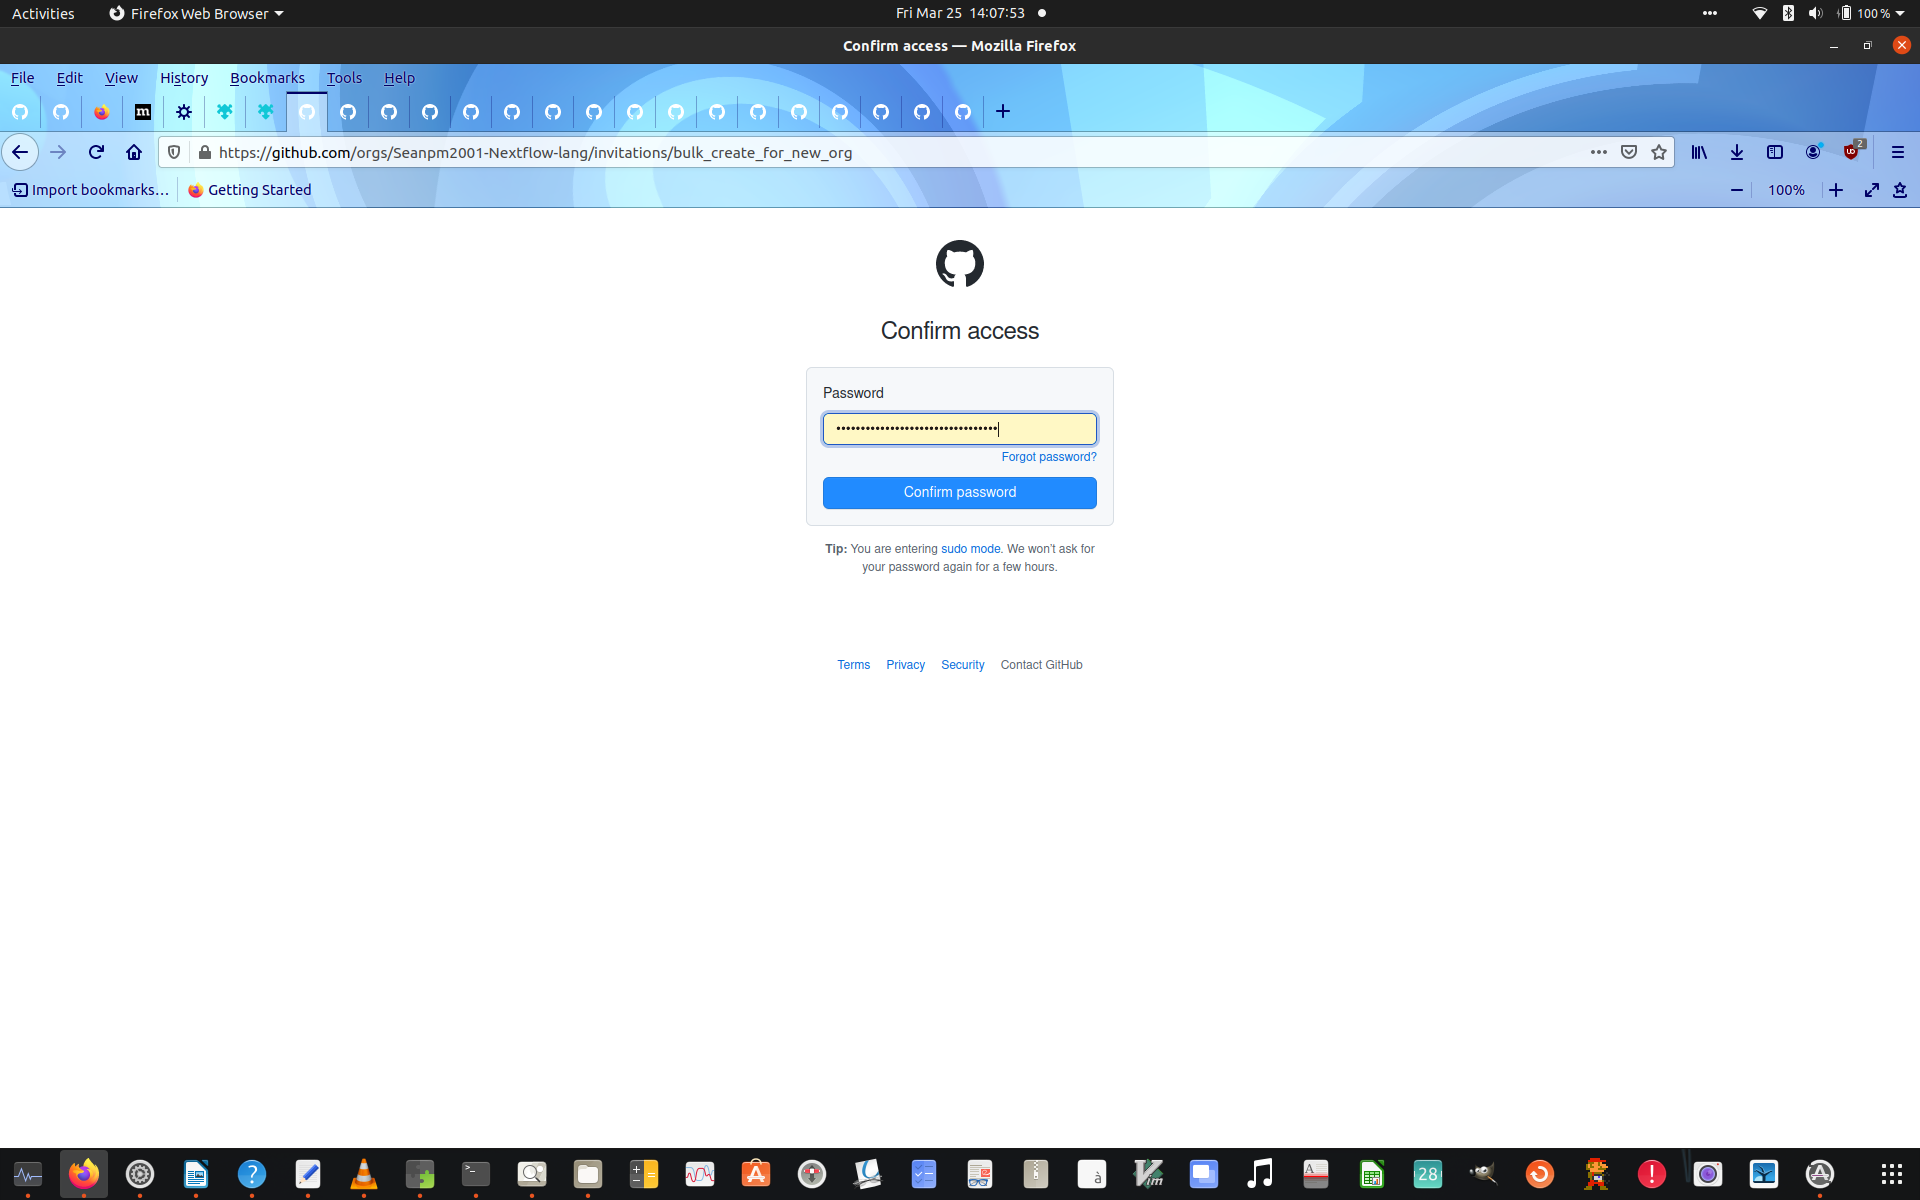 Activities
Firefox Web Browser
Fri Mar 25  14:07:53
100 %
Confirm access — Mozilla Firefox
File Edit View History Bookmarks Tools Help
m
https://github.com/orgs/Seanpm2001-Nextflow-lang/invitations/bulk_create_for_new_org
2
Import bookmarks...
Getting Started
100%
Confirm access
Password
Forgot password?
Confirm password
Tip: You are entering sudo mode. We won't ask for
your password again for a few hours.
Terms Privacy Security Contact GitHub
28